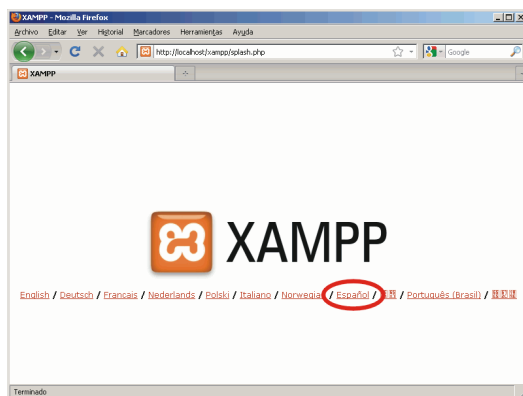 XAMPP - Mozilla Firefox
Archivo Editar Ver Historial Marcadores Herramientas Ayuda
http://localhost/xampp/splash.php Google
XAMPP
XAMPP
English / Deutsch / Francais / Nederlands / Polski / Italiano / Norwegian / Español / / Português (Brasil) /
Terminado